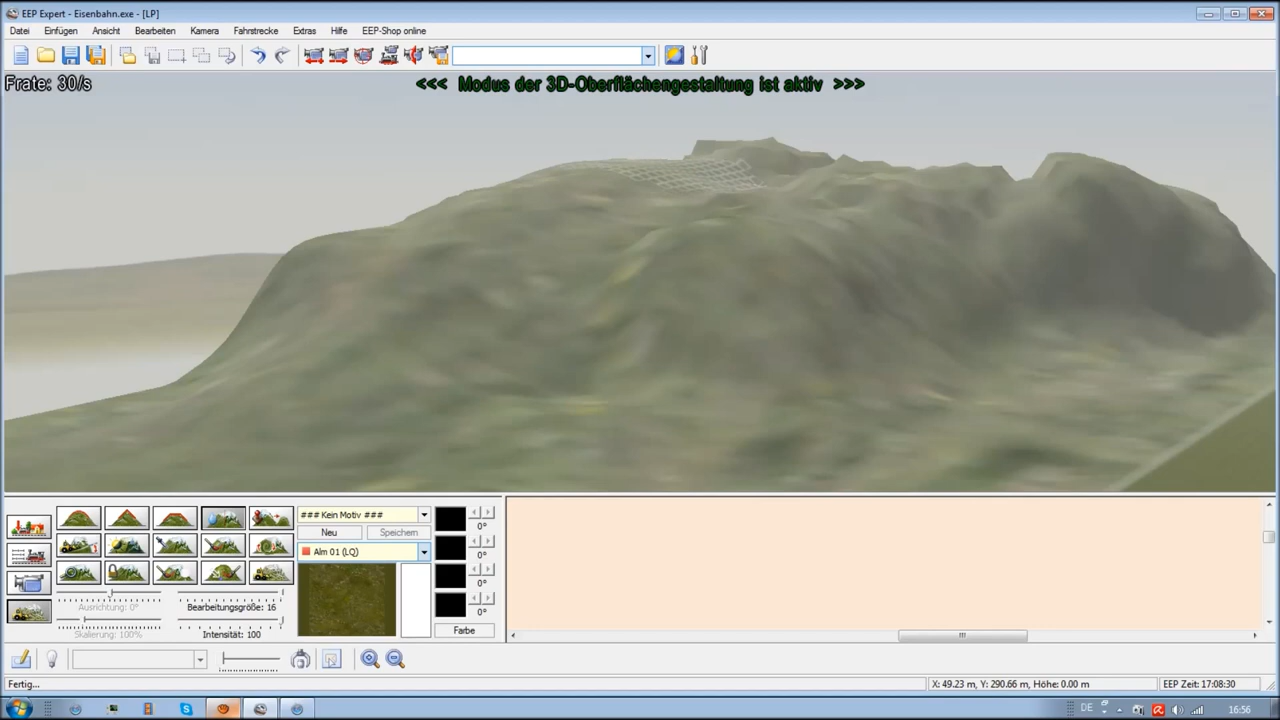 EEP Expert - Eisenbahn.exe - [LP]
Datei Einfügen Ansicht Bearbeiten Kamera Fahrstrecke Extras Hilfe EEP-Shop online
Frate: 30/s
<<< Modus der 3D-Oberflächengestaltung ist aktiv >>>
### Kein Motiv ###
0°
Neu Speichern
Alm 01 (LQ)
0°
0°
Ausrichtung: 0° Bearbeitungsgröße: 16
0°
Skalierung: 100% Intensität: 100 Farbe
Fertig... X: 49.23 m, Y: 290.66 m, Höhe: 0.00 m EEP Zeit: 17:08:30
DE 16:56